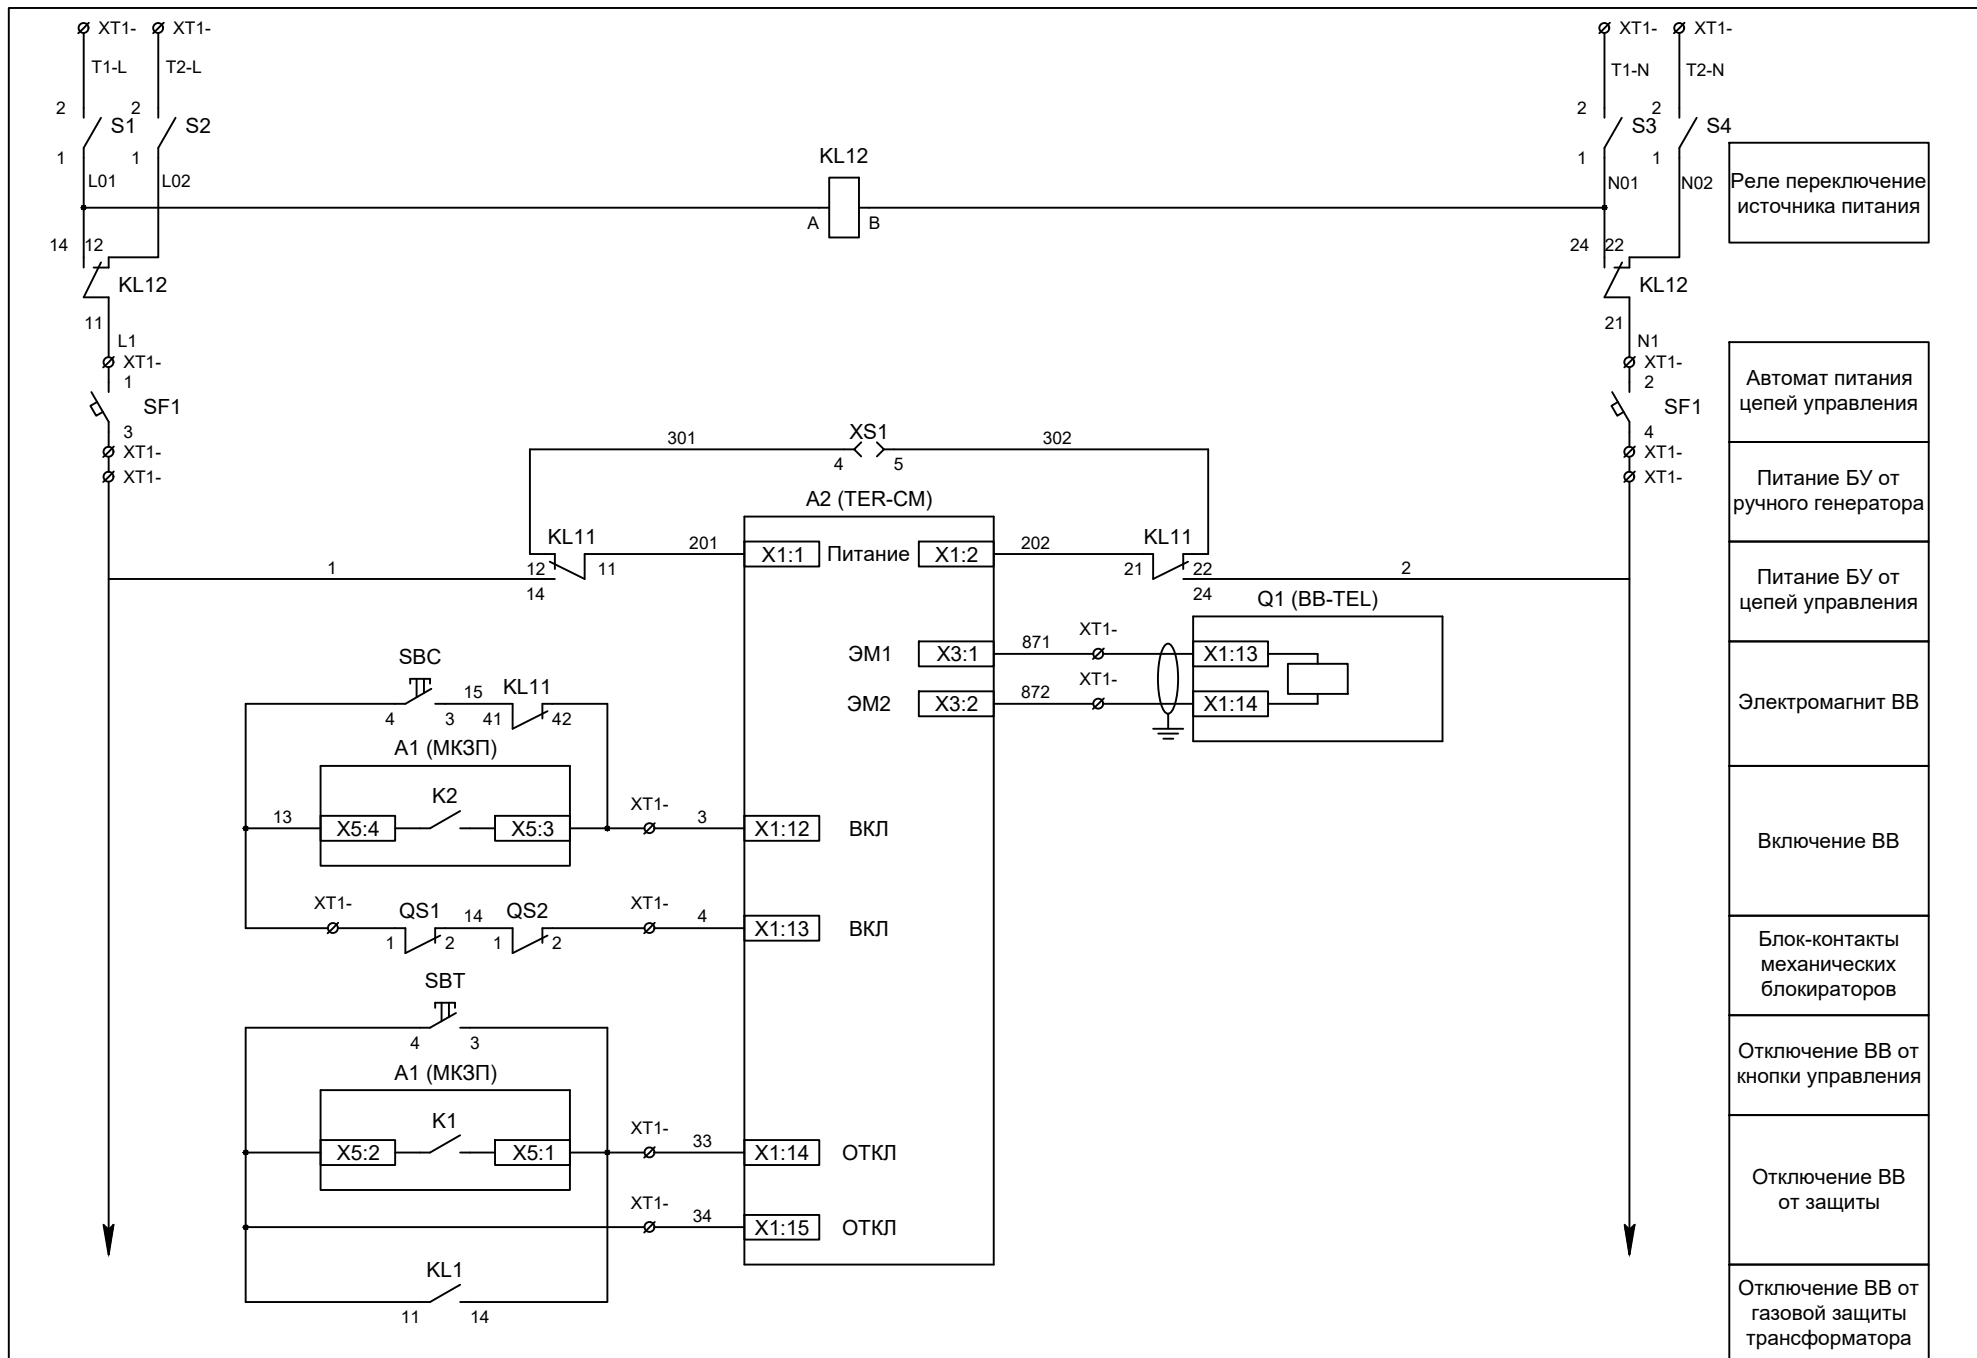 XT1- XT1- XT1- XT1-
T1-L T2-L T1-N T2-N
2 2 2 2
S1 S2 S3 S4
1 1 KL12 1 1
L01 L02 N01 N02
A B
Реле переключение
источника питания
14 12 24 22
KL12 KL12
11 21
L1 N1
XT1- XT1-
1 2
SF1 SF1
3 4
XT1- XT1-
XT1- XT1-
Автомат питания
цепей управления
301 XS1 302
4 5
Питание БУ от
ручного генератора
A2 (TER-CM)
KL11 201 X1:1 Питание X1:2 202 KL11
1 12 11 21 22 2
14 24
Питание БУ от
цепей управления
Q1 (BB-TEL)
ЭМ1 X3:1 871 XT1- X1:13
ЭМ2 X3:2 872 XT1- X1:14
Электромагнит ВВ
SBC
15 KL11
4 3 41 42
A1 (МКЗП)
K2
13 X5:4 X5:3 XT1- 3 X1:12 ВКЛ
Включение ВВ
XT1- QS1 14 QS2 XT1- 4 X1:13 ВКЛ
1 2 1 2
Блок-контакты
механических
блокираторов
SBT
4 3
Отключение ВВ от
кнопки управления
A1 (МКЗП)
K1
X5:2 X5:1 XT1- 33 X1:14 ОТКЛ
XT1- 34 X1:15 ОТКЛ
Отключение ВВ
от защиты
KL1
11 14
Отключение ВВ от
газовой защиты
трансформатора